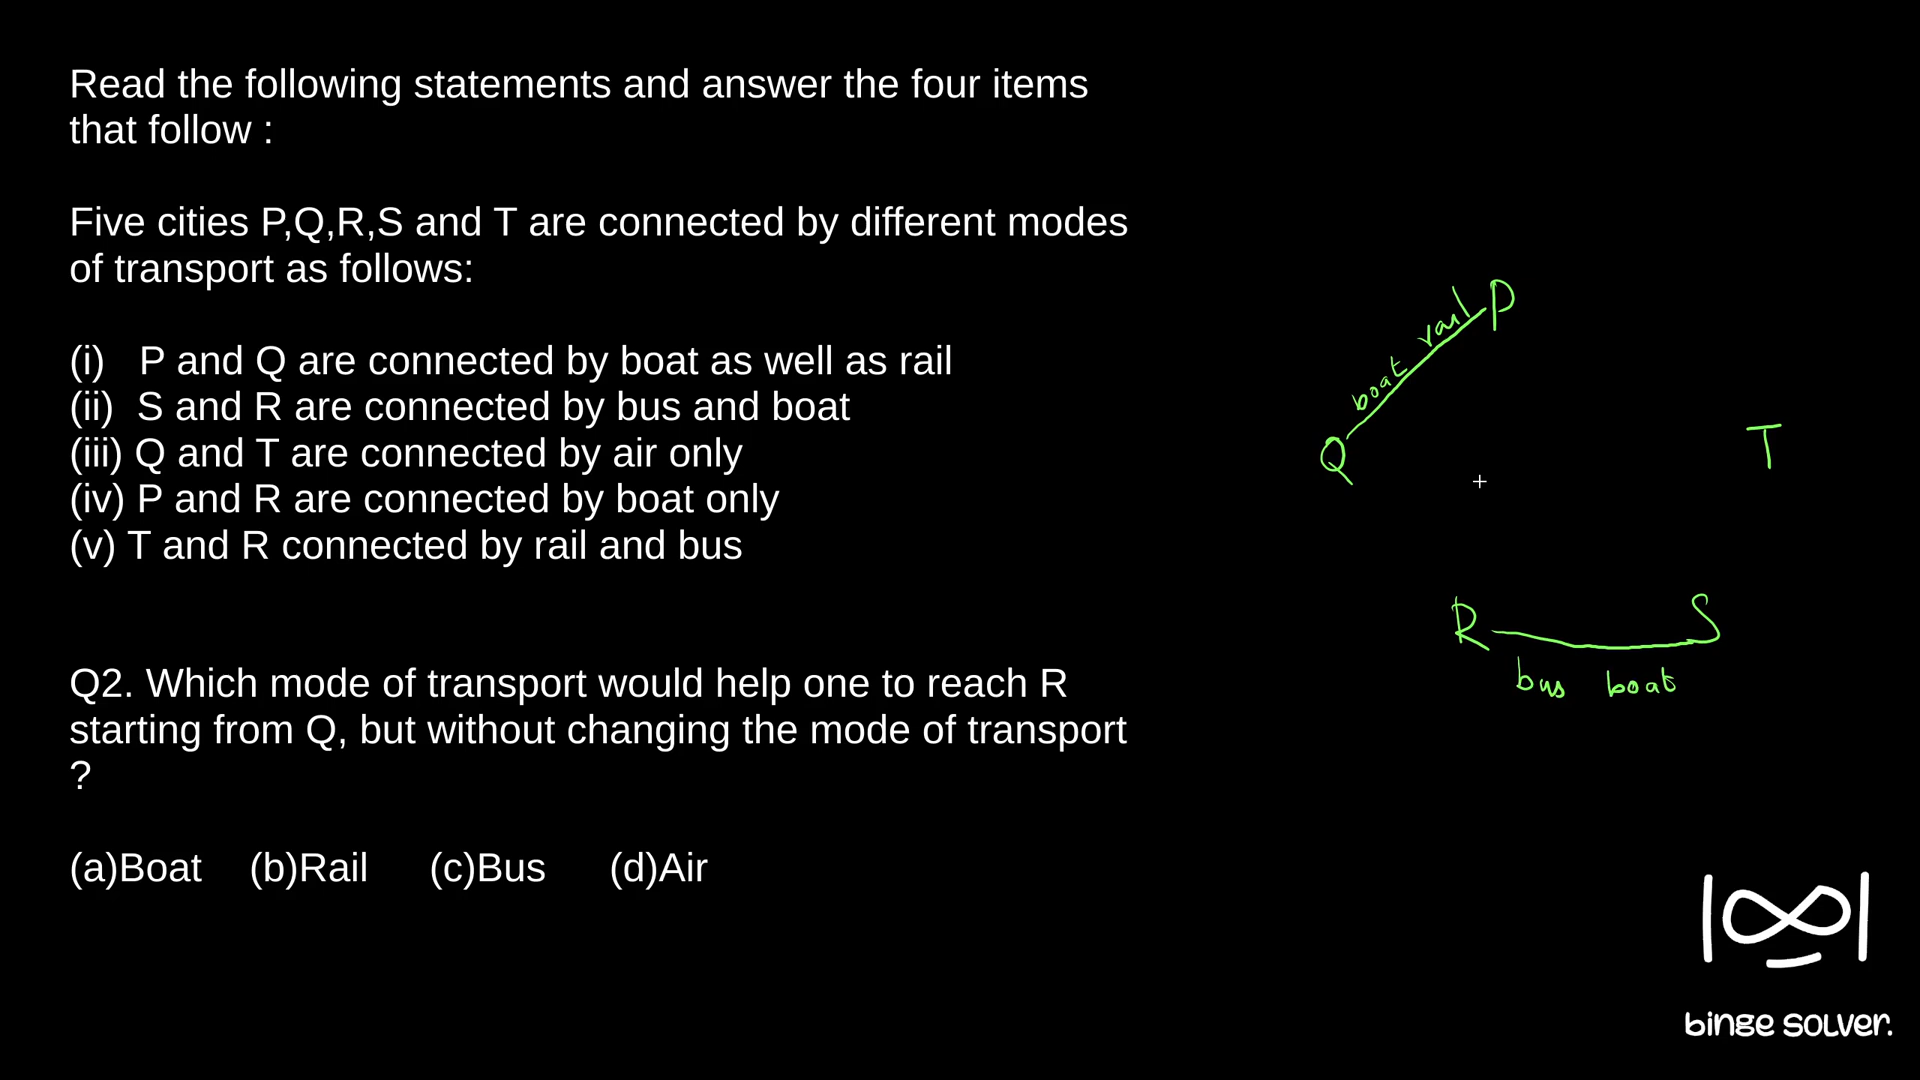 Read the following statements and answer the four items
that follow :
Five cities P,Q,R,S and T are connected by different modes
of transport as follows:
(i) P and Q are connected by boat as well as rail
(ii) S and R are connected by bus and boat
(iii) Q and T are connected by air only
(iv) P and R are connected by boat only
(v) T and R connected by rail and bus
Q2. Which mode of transport would help one to reach R
starting from Q, but without changing the mode of transport
?
(a)Boat (b)Rail (c)Bus (d)Air
P
boat rail
Q
T
R S
bus boat
binge solver.